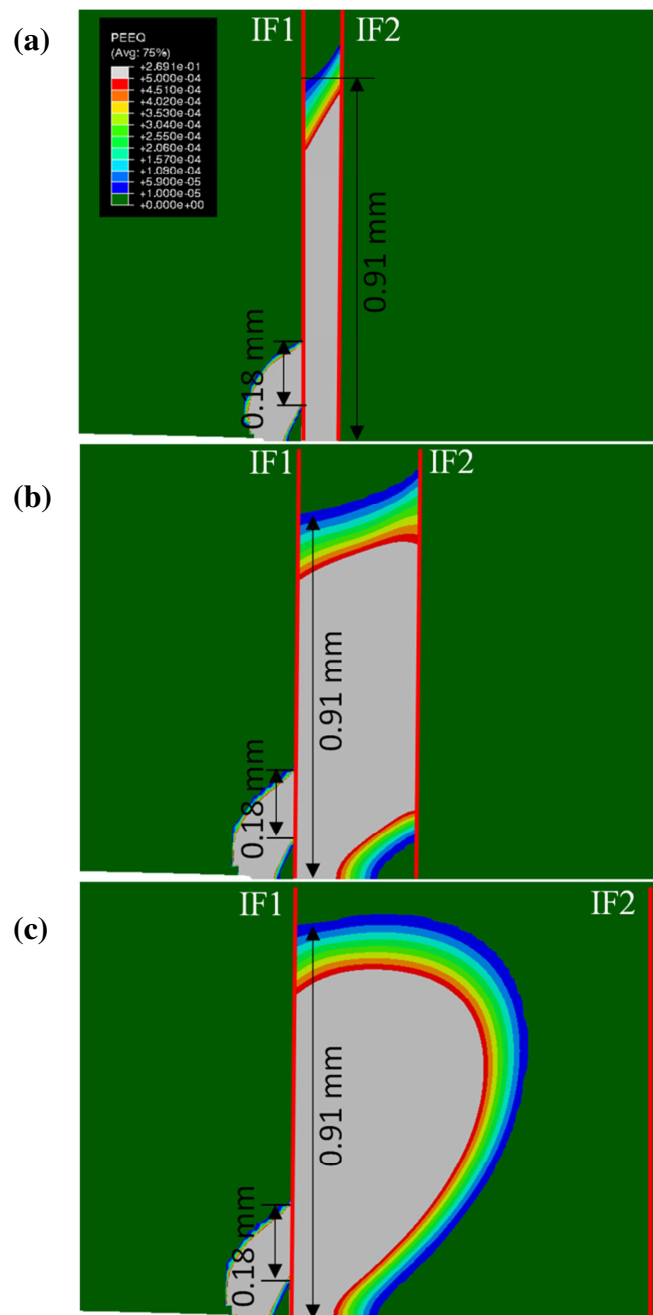 (a)
IF1 IF2
PEEQ
(Avg: 75%)
+2.691e-01
+5.000e-04
+4.510e-04
+4.020e-04
+3.530e-04
+3.040e-04
+2.550e-04
+2.060e-04
+1.570e-04
+1.080e-04
+5.900e-05
+1.000e-05
+0.000e+00
0.91 mm
0.18 mm
(b)
IF1 IF2
0.91 mm
0.18 mm
(c)
IF1 IF2
0.91 mm
0.18 mm